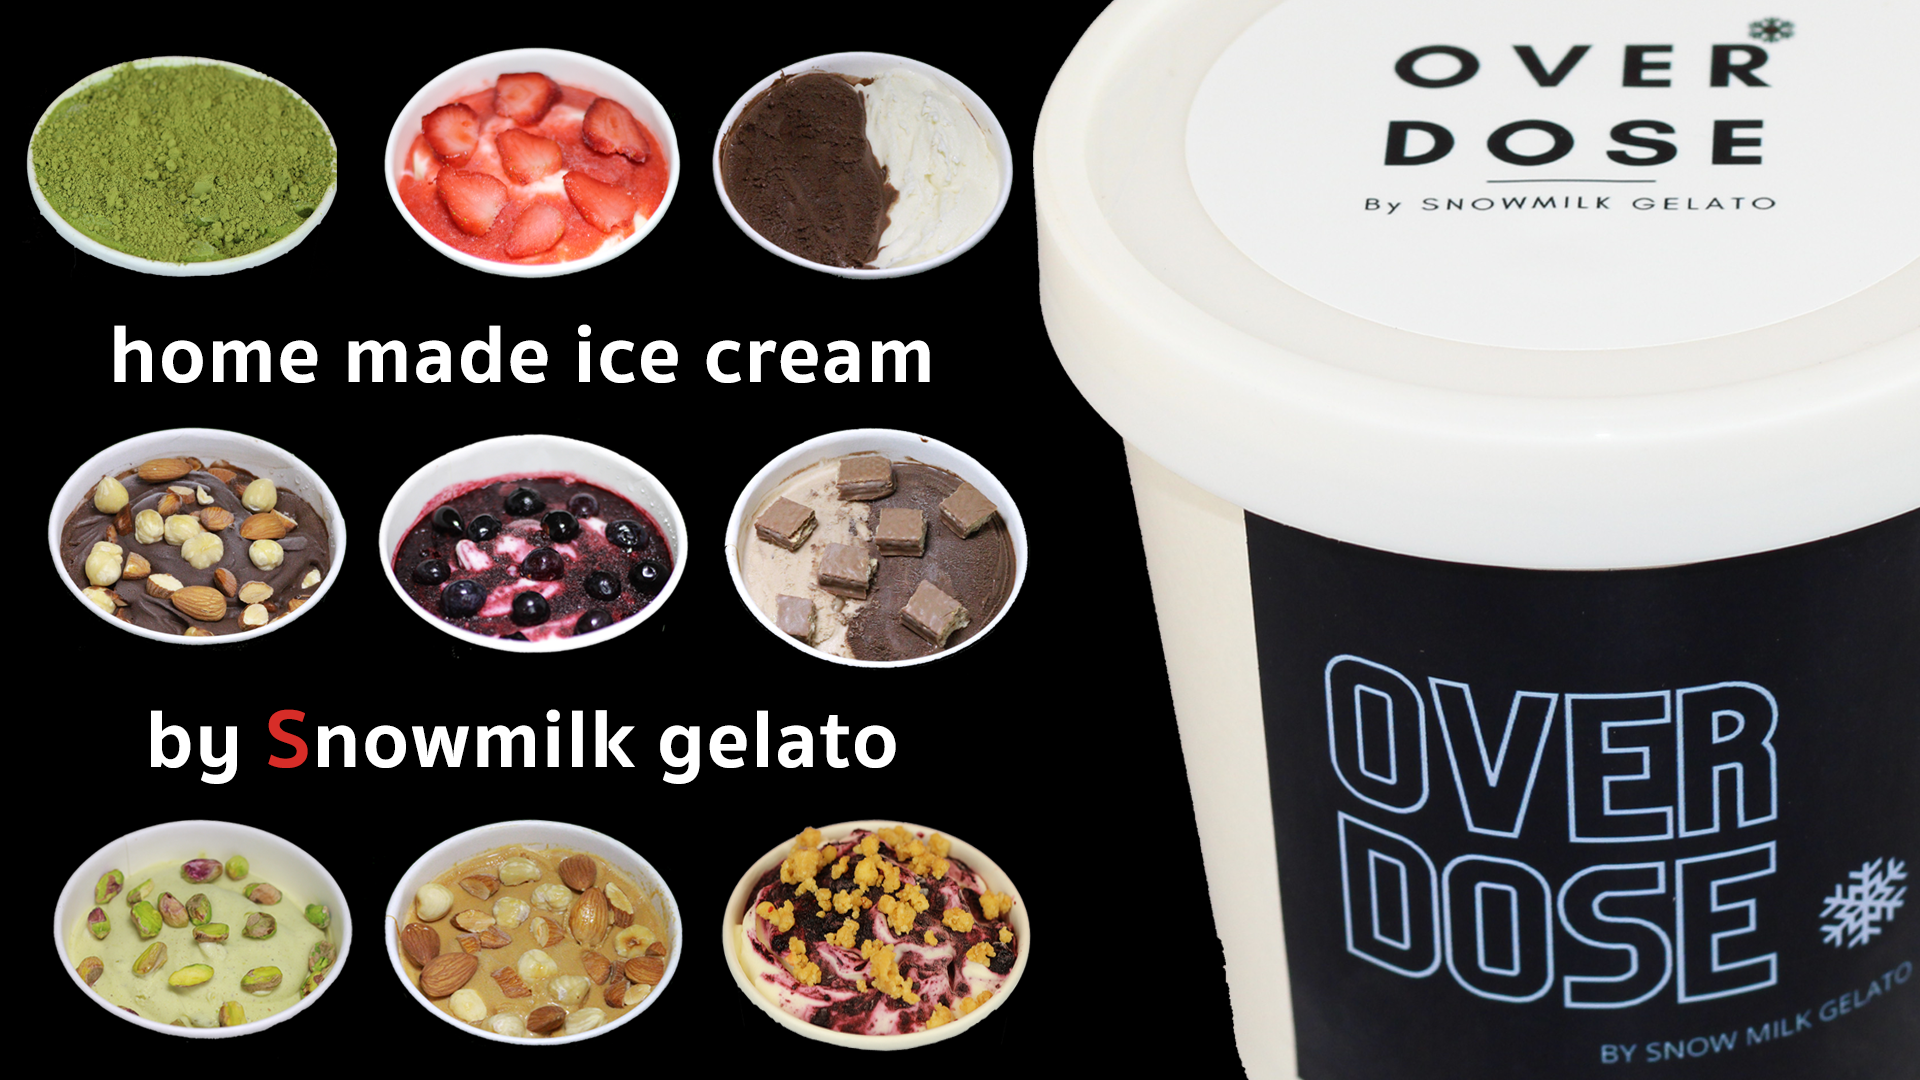 home made ice cream
by Snowmilk gelato
OVER
DOSE
By SNOWMILK GELATO
OVER
DOSE
BY SNOW MILK GELATO